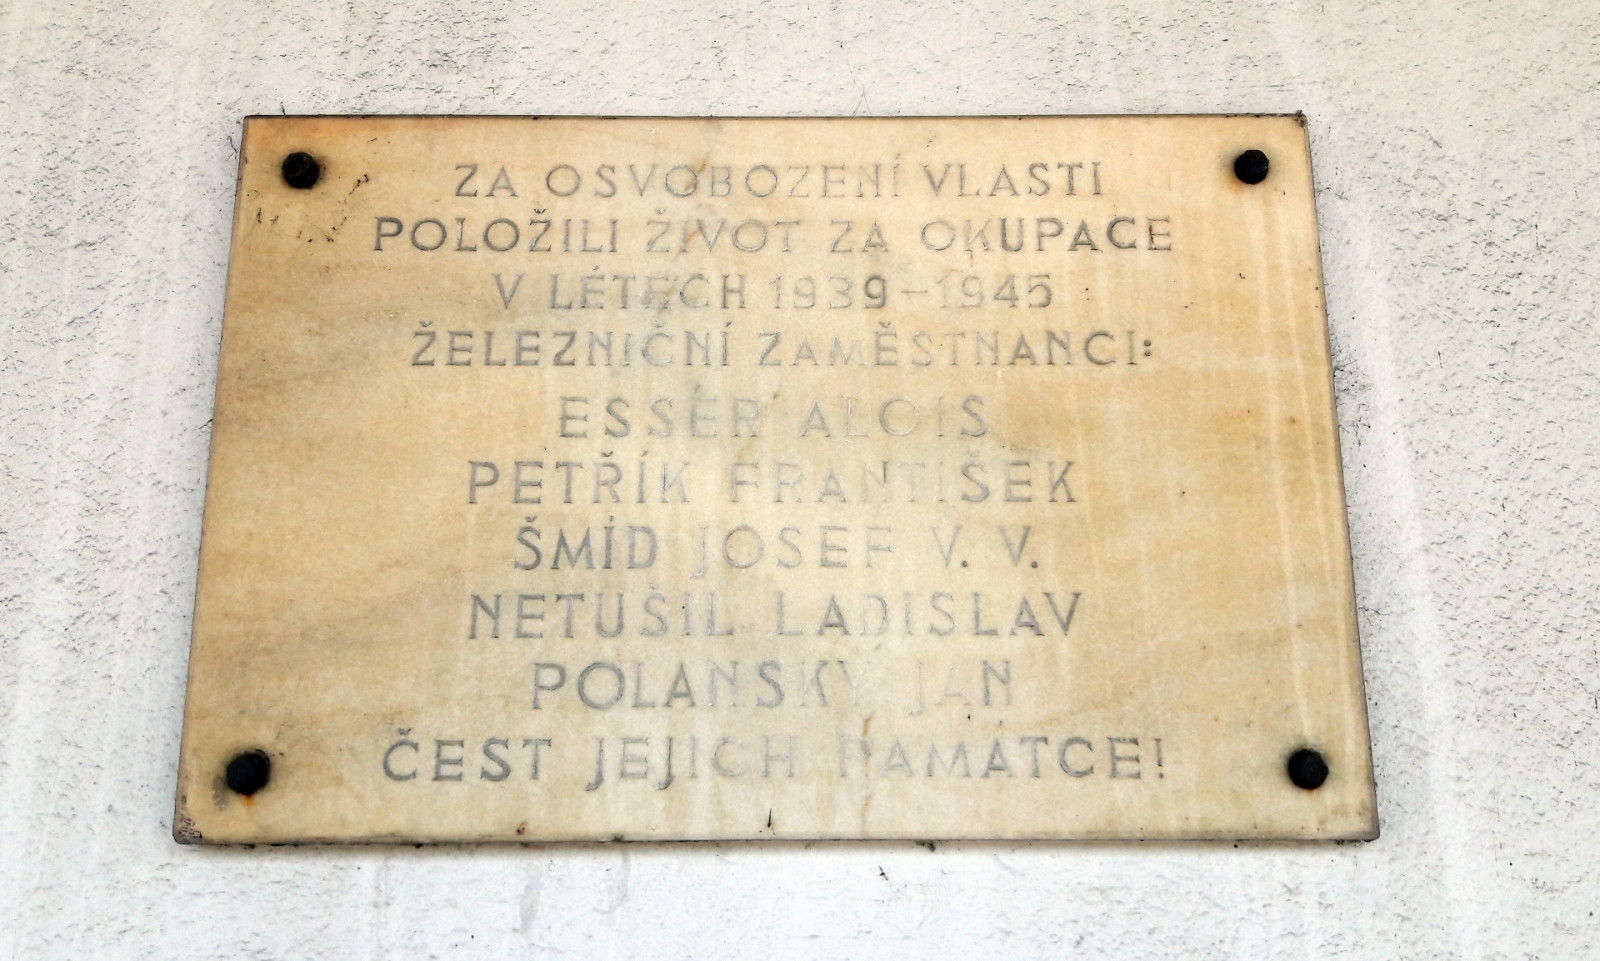 ZA OSVOBOZENÍ VLASTI
POLOŽILI ŽIVOT ZA OKUPACE
V LÉTECH 1939-1945
ŽELEZNIČNÍ ZAMĚSTNANCI:
ESSER ALOIS
PETŘÍK FRANTIŠEK
ŠMÍD JOSEF V. V.
NETUŠIL LADISLAV
POLANSKÝ JAN
ČEST JEJICH PAMÁTCE!